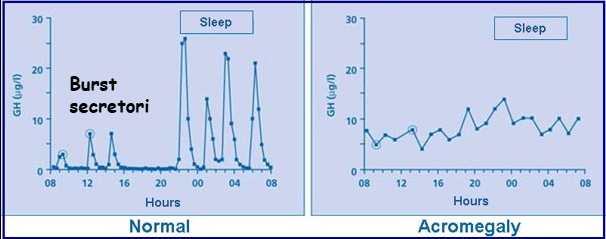 Sleep
30
20
10
0
GH (µg/l)
Burst
secretori
08
12
16
20
00
04
08
Hours
Normal
Sleep
30
20
10
0
GH (µg/l)
08
12
16
20
00
04
08
Hours
Acromegaly